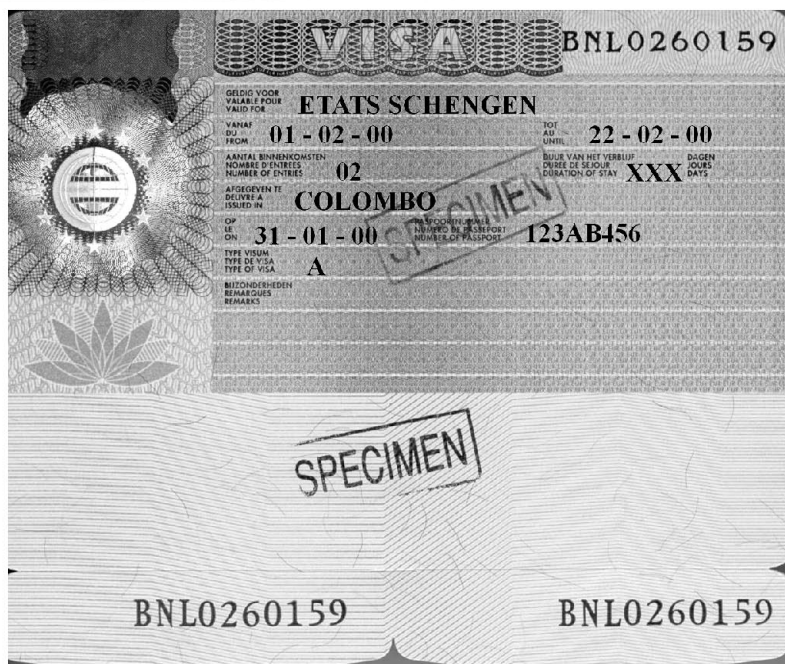 VISA BNL0260159
GELDIG VOOR
VALABLE POUR
VALID FOR
ETATS SCHENGEN
VANAF
DU
FROM
01 - 02 - 00
TOT
AU
UNTIL
22 - 02 - 00
AANTAL BINNENKOMSTEN
NOMBRE D'ENTREES
NUMBER OF ENTRIES
02
DUUR VAN HET VERBLIJF
DUREE DE SEJOUR
DURATION OF STAY
XXX
DAGEN
JOURS
DAYS
AFGEGEVEN TE
DELIVRE A
ISSUED IN
COLOMBO
OP
LE
ON
31 - 01 - 00
PASPOORTNUMMER
NUMERO DE PASSEPORT
NUMBER OF PASSPORT
123AB456
SPECIMEN
TYPE VISUM
TYPE DE VISA
TYPE OF VISA
A
BIJZONDERHEDEN
REMARQUES
REMARKS
SPECIMEN
BNL0260159 BNL0260159